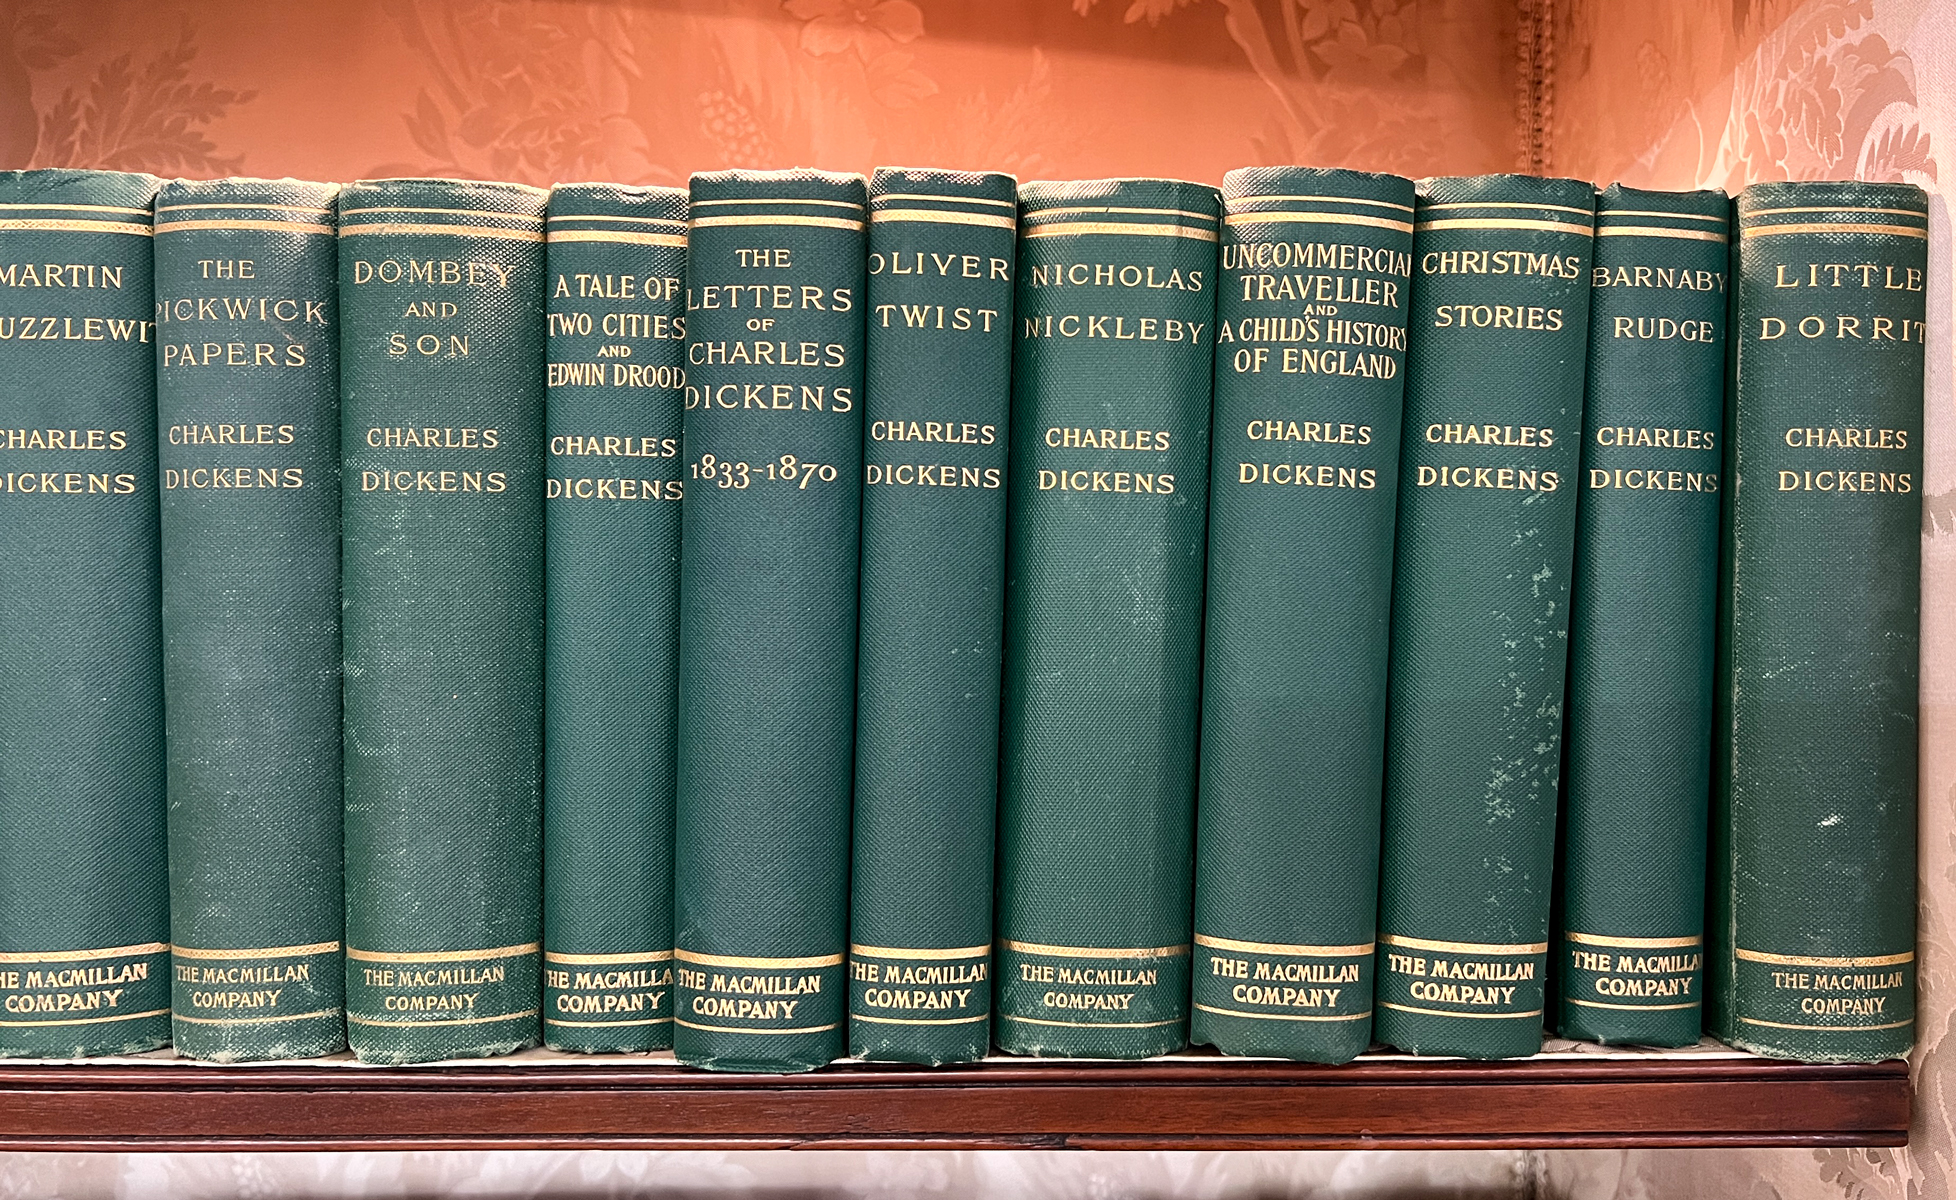 MARTIN
UZZLEWIT
CHARLES
DICKENS
THE MACMILLAN
COMPANY
THE
PICKWICK
PAPERS
CHARLES
DICKENS
THE MACMILLAN
COMPANY
DOMBEY
AND
SON
CHARLES
DICKENS
THE MACMILLAN
COMPANY
A TALE OF
TWO CITIES
AND
EDWIN DROOD
CHARLES
DICKENS
THE MACMILLA
COMPANY
THE
LETTERS
OF
CHARLES
DICKENS
1833-1870
THE MACMILLAN
COMPANY
OLIVER
TWIST
CHARLES
DICKENS
THE MACMILLAN
COMPANY
NICHOLAS
NICKLEBY
CHARLES
DICKENS
THE MACMILLAN
COMPANY
UNCOMMERCIAL
TRAVELLER
AND
A CHILD'S HISTORY
OF ENGLAND
CHARLES
DICKENS
THE MACMILLAN
COMPANY
CHRISTMAS
STORIES
CHARLES
DICKENS
THE MACMILLAN
COMPANY
BARNABY
RUDGE
CHARLES
DICKENS
THE MACMILLAN
COMPANY
LITTLE
DORRIT
CHARLES
DICKENS
THE MACMILLAN
COMPANY